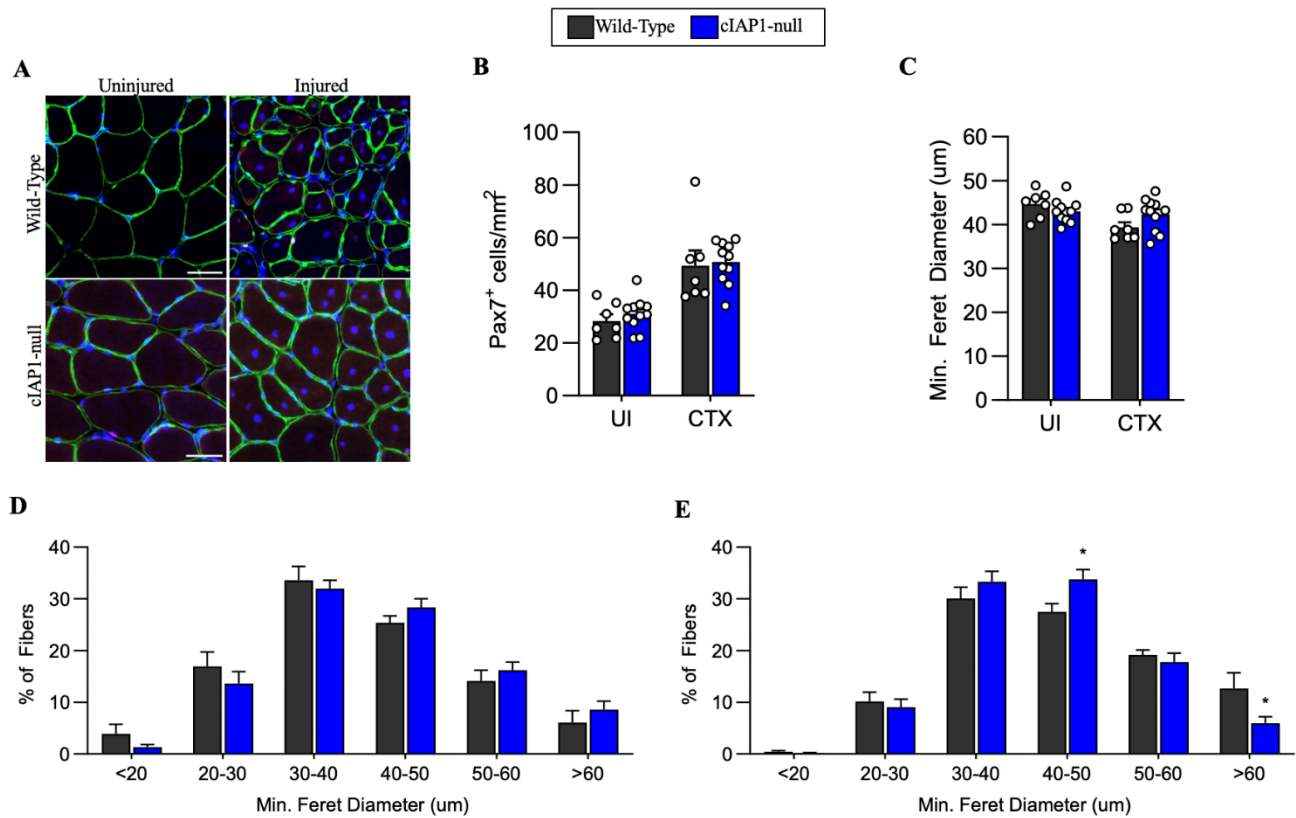 Wild-Type cIAP1-null
A
Uninjured Injured
Wild-Type
cIAP1-null
B
Pax7+ cells/mm2
100
80
60
40
20
0
UI CTX
C
Min. Feret Diameter (um)
60
50
40
30
20
10
0
UI CTX
D
% of Fibers
40
30
20
10
0
<20 20-30 30-40 40-50 50-60 >60
Min. Feret Diameter (um)
E
% of Fibers
40
30
20
10
0
*
*
<20 20-30 30-40 40-50 50-60 >60
Min. Feret Diameter (um)